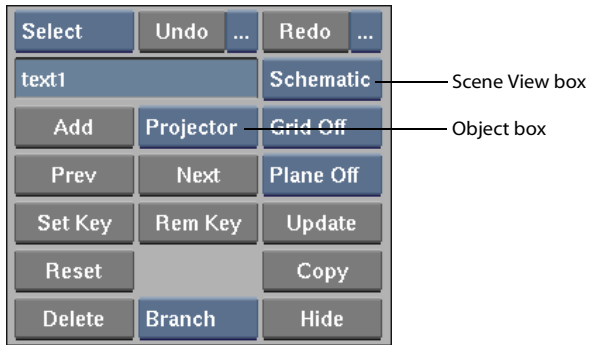 Select Undo ... Redo ...
text1 Schematic Scene View box
Add Projector Grid Off Object box
Prev Next Plane Off
Set Key Rem Key Update
Reset Copy
Delete Branch Hide